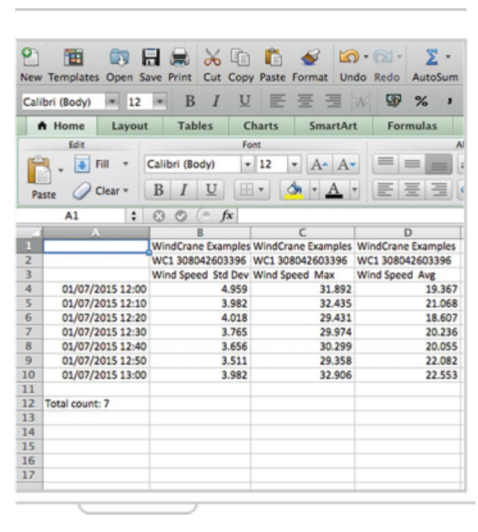 New Templates Open Save Print Cut Copy Paste Format Undo Redo AutoSum
Calibri (Body) 12 B I U %
Home Layout Tables Charts SmartArt Formulas
Edit Font
Fill Calibri (Body) 12 A A
Paste Clear B I U A
A1 fx
A B C D
1 WindCrane Examples WindCrane Examples WindCrane Examples
2 WC1 308042603396 WC1 308042603396 WC1 308042603396
3 Wind Speed Std Dev Wind Speed Max Wind Speed Avg
4 01/07/2015 12:00 4.959 31.892 19.367
5 01/07/2015 12:10 3.982 32.435 21.068
6 01/07/2015 12:20 4.018 29.431 18.607
7 01/07/2015 12:30 3.765 29.974 20.236
8 01/07/2015 12:40 3.656 30.299 20.055
9 01/07/2015 12:50 3.511 29.358 22.082
10 01/07/2015 13:00 3.982 32.906 22.553
11
12 Total count: 7
13
14
15
16
17